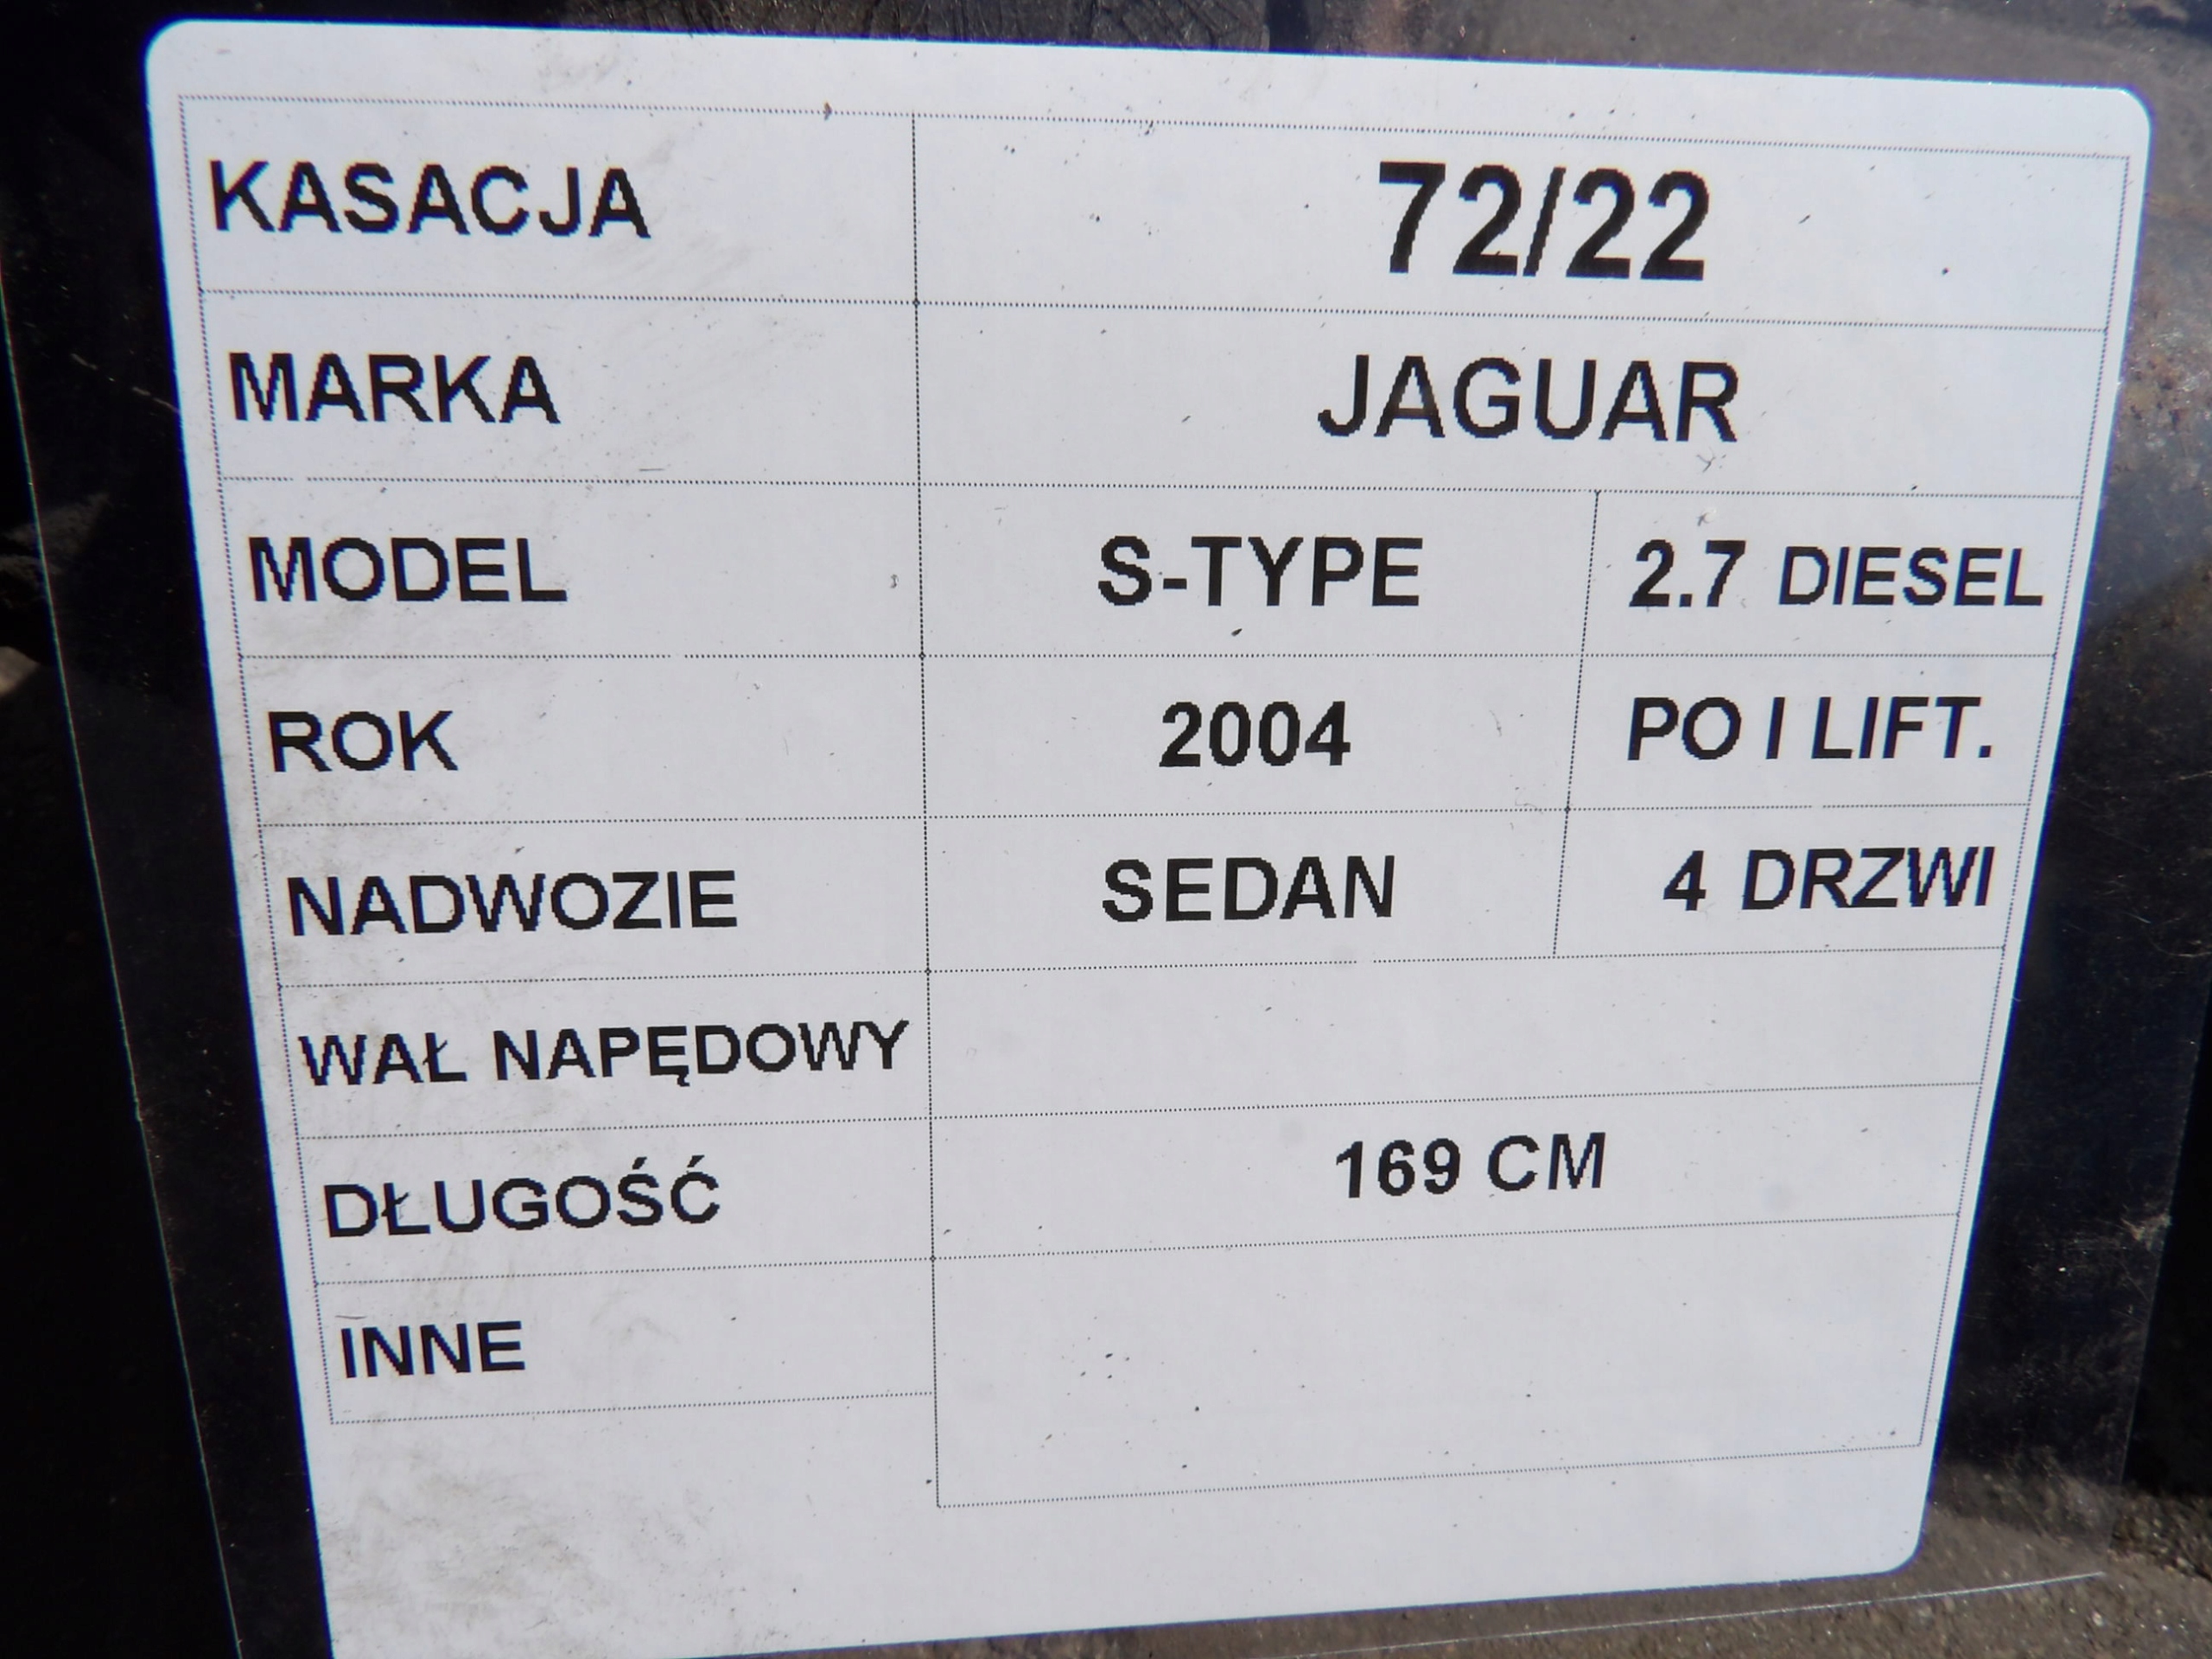 KASACJA 72/22
MARKA JAGUAR
MODEL S-TYPE 2.7 DIESEL
ROK 2004 PO I LIFT.
NADWOZIE SEDAN 4 DRZWI
WAŁ NAPĘDOWY
DŁUGOŚĆ 169 CM
INNE